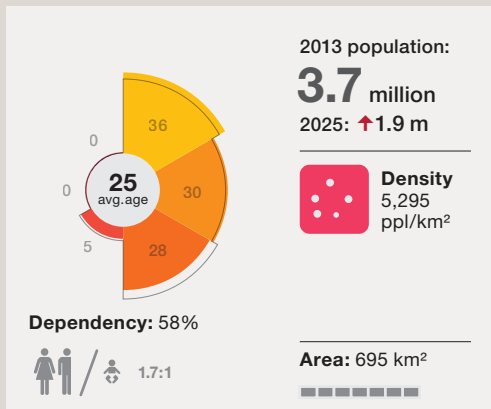 36
0
0
25
avg.age
30
5
28
Dependency: 58%
1.7:1
2013 population:
3.7 million
2025: ↑1.9 m
Density
5,295
ppl/km²
Area: 695 km²